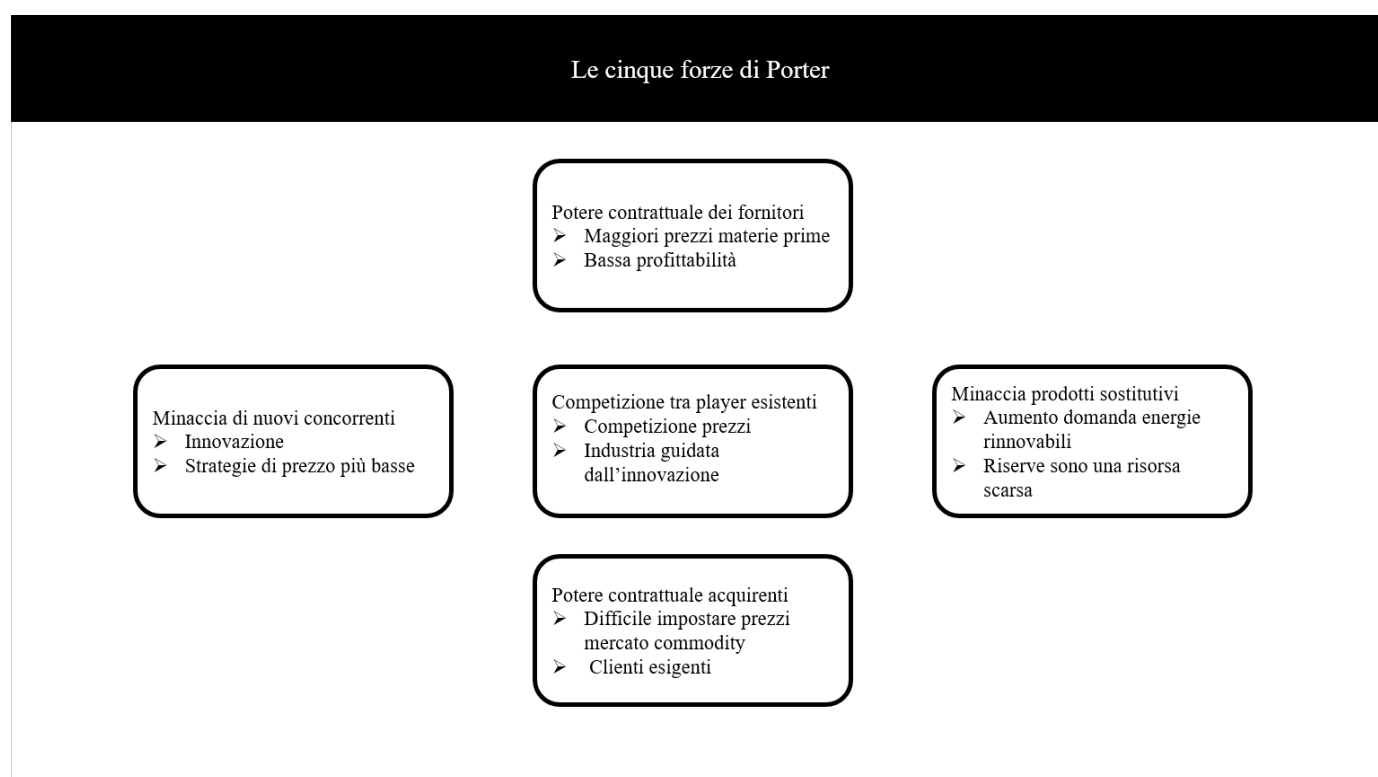 Le cinque forze di Porter
Potere contrattuale dei fornitori
➢ Maggiori prezzi materie prime
➢ Bassa profittabilità
Minaccia di nuovi concorrenti
➢ Innovazione
➢ Strategie di prezzo più basse
Competizione tra player esistenti
➢ Competizione prezzi
➢ Industria guidata
dall’innovazione
Minaccia prodotti sostitutivi
➢ Aumento domanda energie
rinnovabili
➢ Riserve sono una risorsa
scarsa
Potere contrattuale acquirenti
➢ Difficile impostare prezzi
mercato commodity
➢ Clienti esigenti